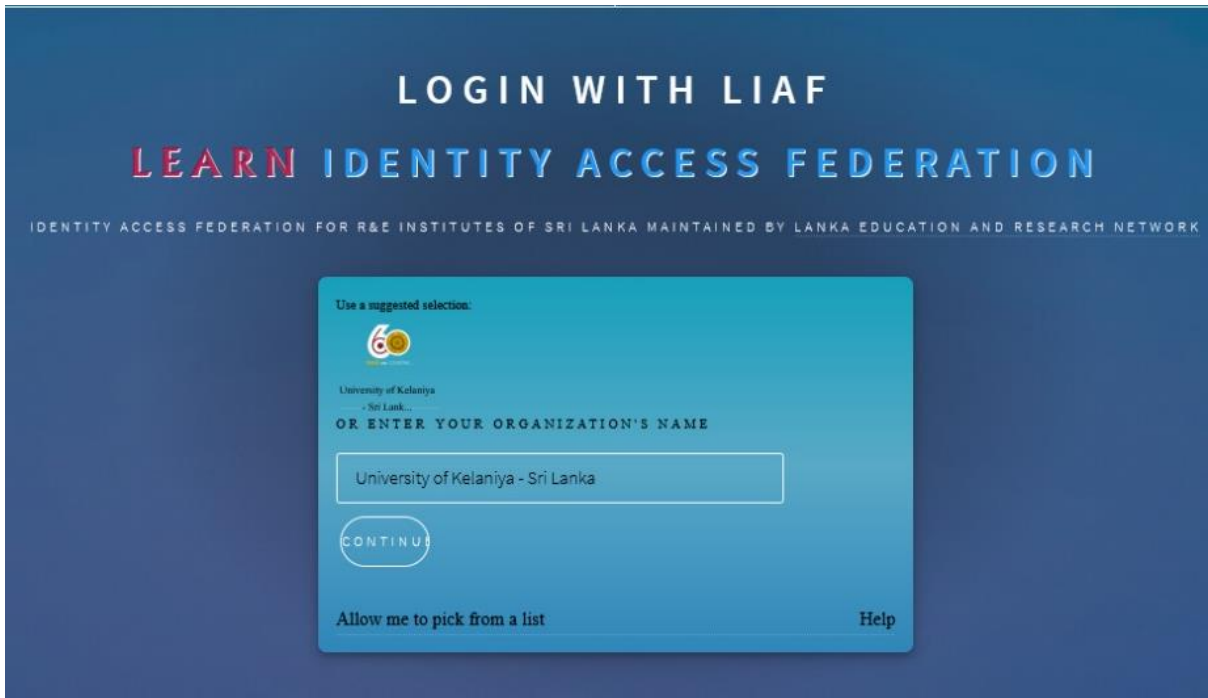 LOGIN WITH LIAF
LEARN IDENTITY ACCESS FEDERATION
IDENTITY ACCESS FEDERATION FOR R&E INSTITUTES OF SRI LANKA MAINTAINED BY LANKA EDUCATION AND RESEARCH NETWORK
Use a suggested selection:
60
University of Kelaniya
- Sri Lank...
OR ENTER YOUR ORGANIZATION'S NAME
University of Kelaniya - Sri Lanka
CONTINUE
Allow me to pick from a list Help